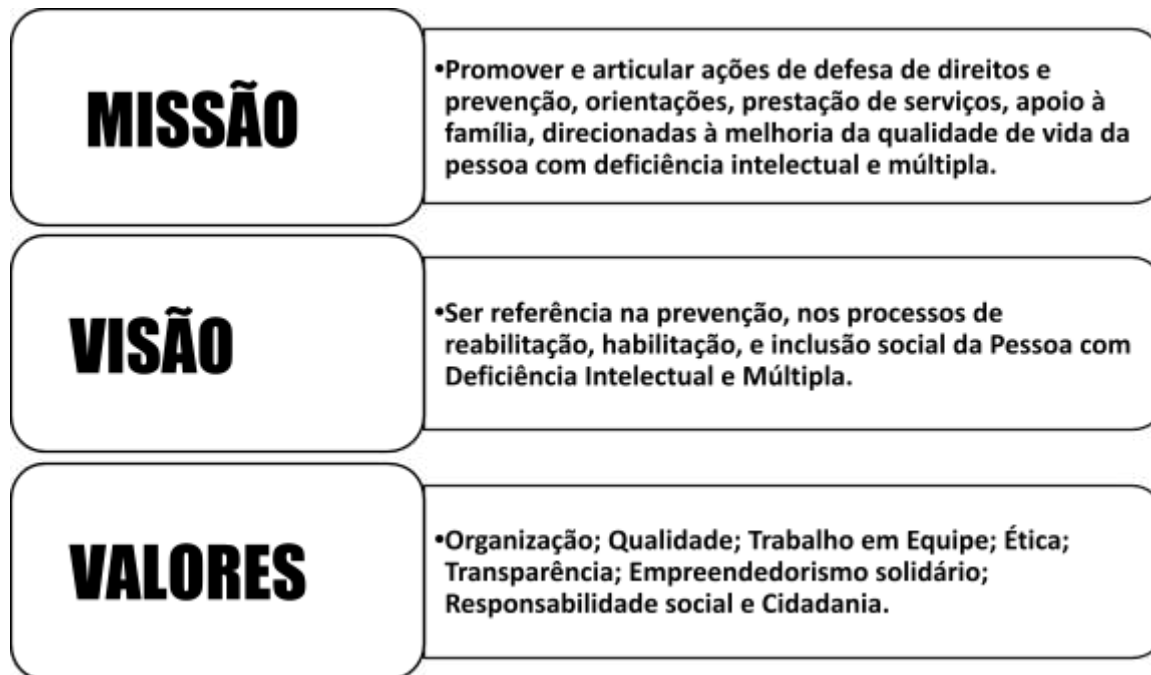 MISSÃO
•Promover e articular ações de defesa de direitos e
prevenção, orientações, prestação de serviços, apoio à
família, direcionadas à melhoria da qualidade de vida da
pessoa com deficiência intelectual e múltipla.
VISÃO
•Ser referência na prevenção, nos processos de
reabilitação, habilitação, e inclusão social da Pessoa com
Deficiência Intelectual e Múltipla.
VALORES
•Organização; Qualidade; Trabalho em Equipe; Ética;
Transparência; Empreendedorismo solidário;
Responsabilidade social e Cidadania.